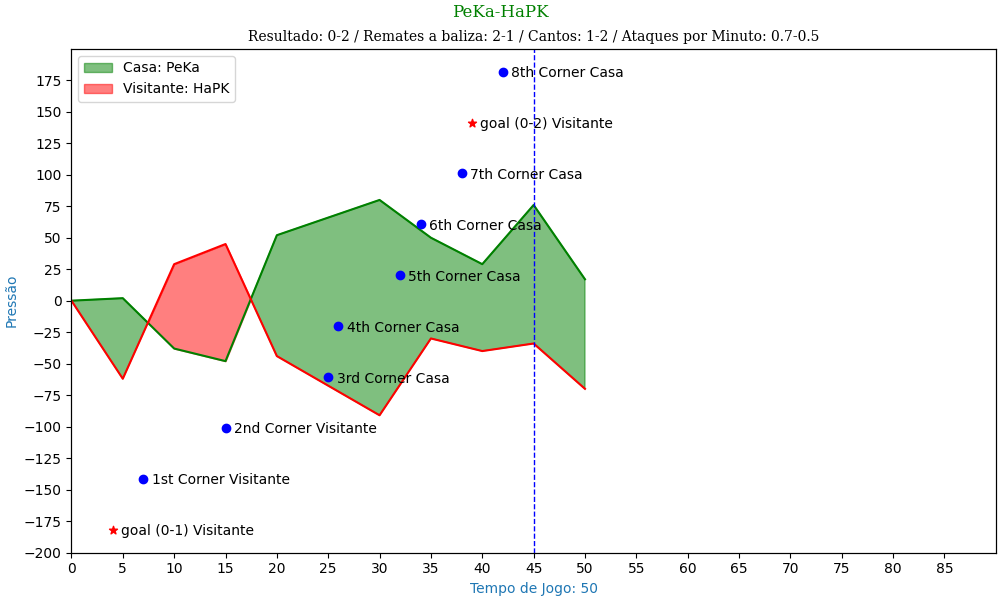 PeKa-HaPK
Resultado: 0-2 / Remates a baliza: 2-1 / Cantos: 1-2 / Ataques por Minuto: 0.7-0.5
Casa: PeKa
Visitante: HaPK
8th Corner Casa
goal (0-2) Visitante
7th Corner Casa
6th Corner Casa
5th Corner Casa
4th Corner Casa
3rd Corner Casa
2nd Corner Visitante
1st Corner Visitante
goal (0-1) Visitante
Pressão
175
150
125
100
75
50
25
0
−25
−50
−75
−100
−125
−150
−175
−200
0 5 10 15 20 25 30 35 40 45 50 55 60 65 70 75 80 85
Tempo de Jogo: 50